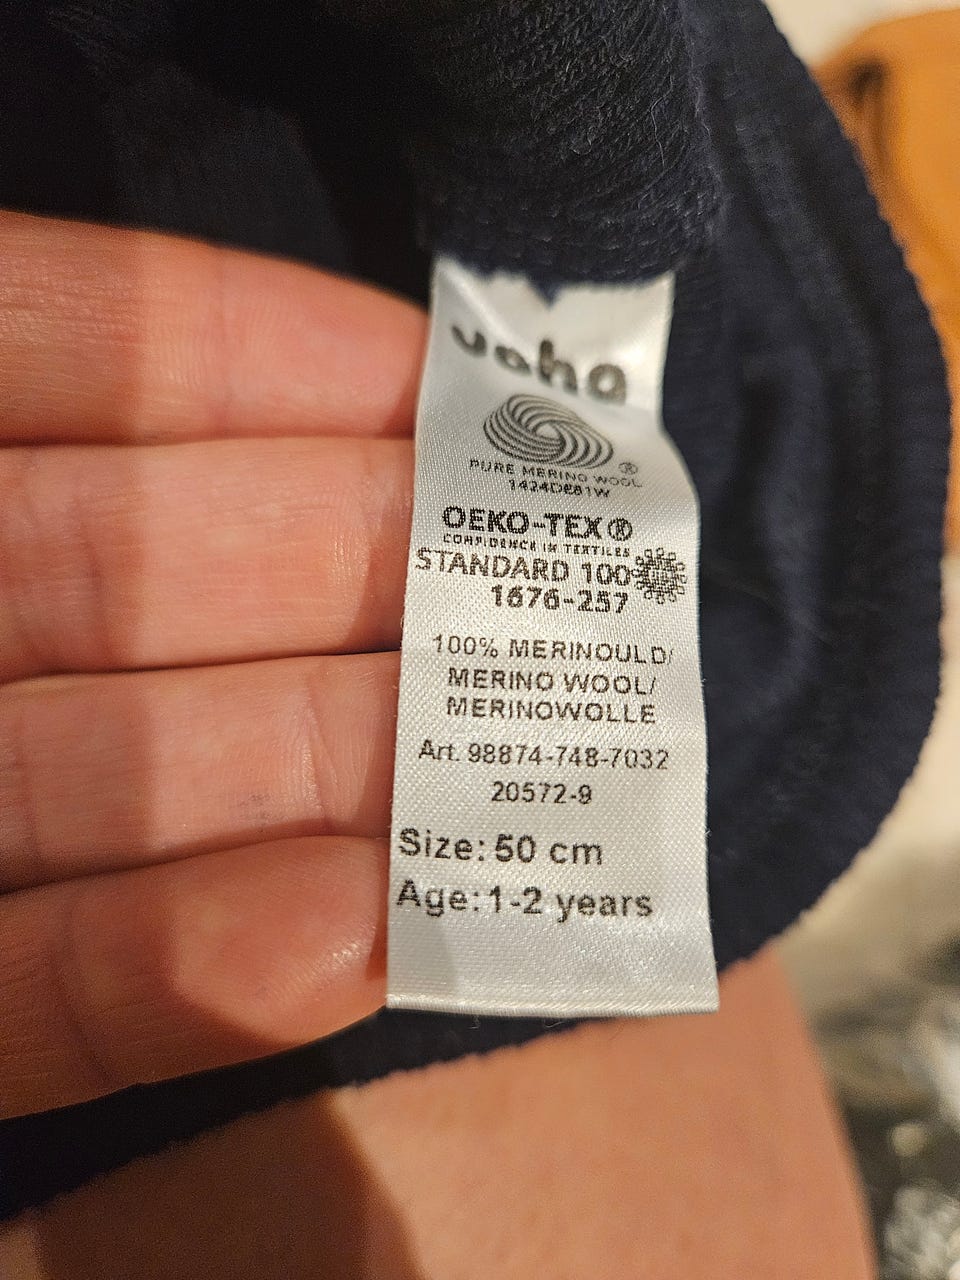 Joha
PURE MERINO WOOL ®
1424DE81W
OEKO-TEX®
CONFIDENCE IN TEXTILES
STANDARD 100
1676-257
100% MERINOULD/
MERINO WOOL/
MERINOWOLLE
Art. 98874-748-7032
20572-9
Size: 50 cm
Age: 1-2 years